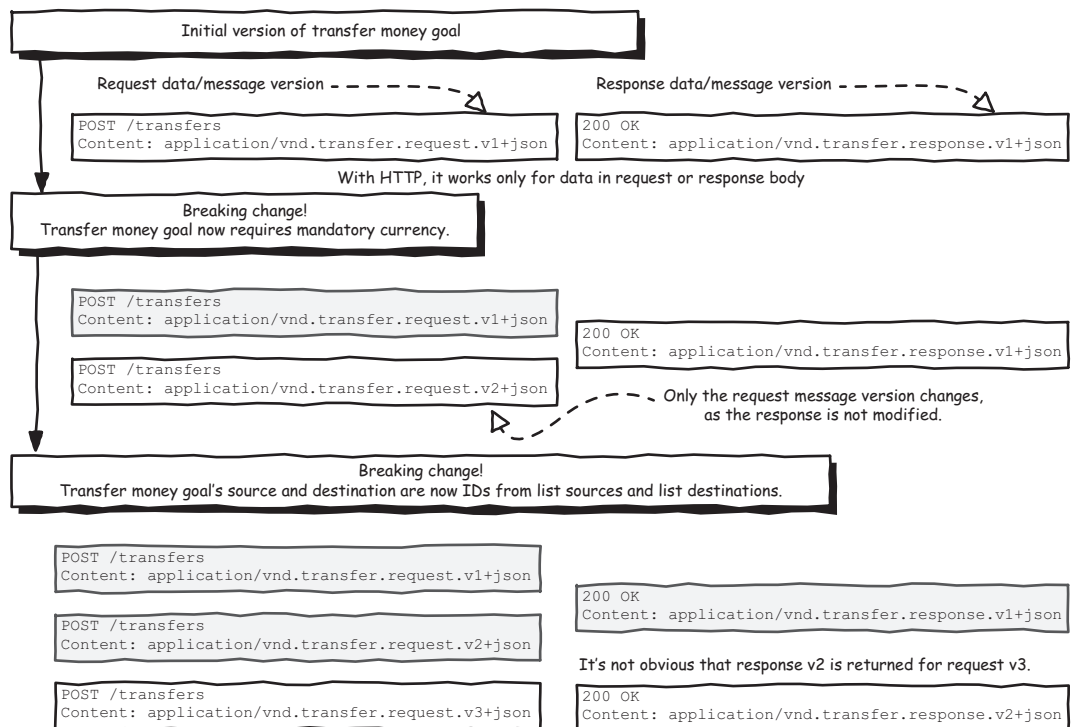 Initial version of transfer money goal
Request data/message version
Response data/message version
POST /transfers
Content: application/vnd.transfer.request.v1+json
200 OK
Content: application/vnd.transfer.response.v1+json
With HTTP, it works only for data in request or response body
Breaking change!
Transfer money goal now requires mandatory currency.
POST /transfers
Content: application/vnd.transfer.request.v1+json
200 OK
Content: application/vnd.transfer.response.v1+json
POST /transfers
Content: application/vnd.transfer.request.v2+json
Only the request message version changes,
as the response is not modified.
Breaking change!
Transfer money goal's source and destination are now IDs from list sources and list destinations.
POST /transfers
Content: application/vnd.transfer.request.v1+json
200 OK
Content: application/vnd.transfer.response.v1+json
POST /transfers
Content: application/vnd.transfer.request.v2+json
It's not obvious that response v2 is returned for request v3.
POST /transfers
Content: application/vnd.transfer.request.v3+json
200 OK
Content: application/vnd.transfer.response.v2+json